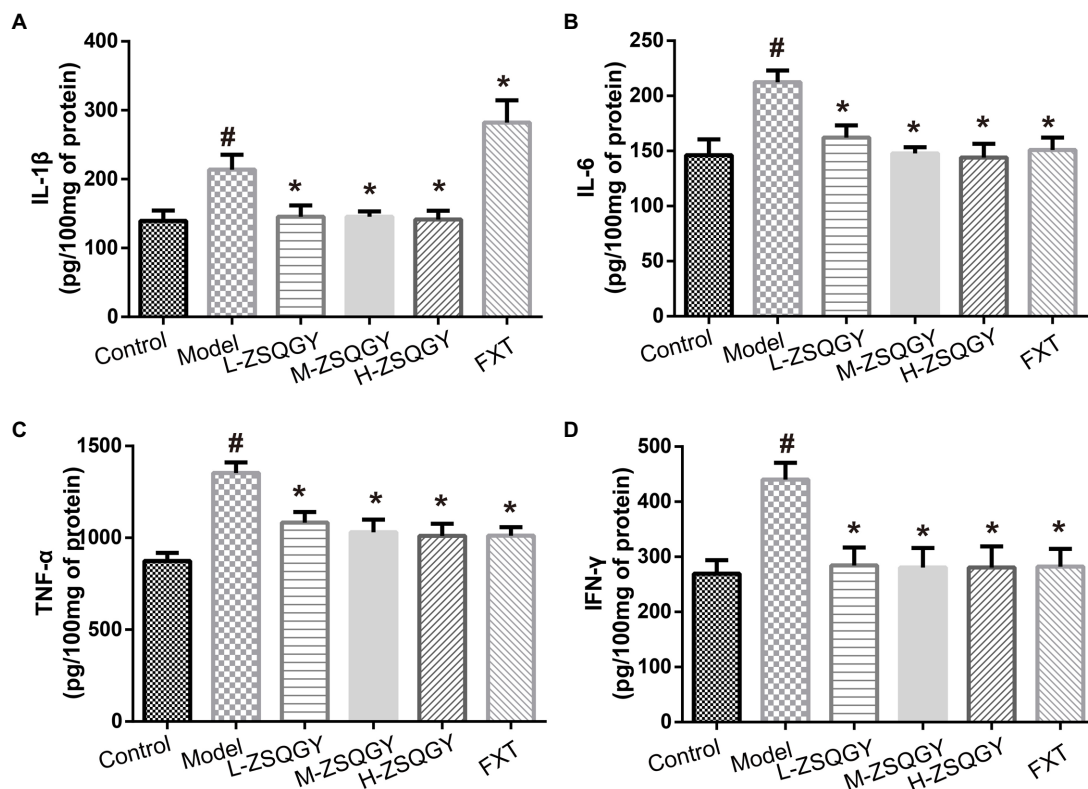 A
IL-1β
(pg/100mg of protein)
400
300
200
100
0
#
*
*
*
*
Control
Model
L-ZSQGY
M-ZSQGY
H-ZSQGY
FXT
B
IL-6
(pg/100mg of protein)
250
200
150
100
50
0
#
*
*
*
*
Control
Model
L-ZSQGY
M-ZSQGY
H-ZSQGY
FXT
C
TNF-α
(pg/100mg of protein)
1500
1000
500
0
#
*
*
*
*
Control
Model
L-ZSQGY
M-ZSQGY
H-ZSQGY
FXT
D
IFN-γ
(pg/100mg of protein)
500
400
300
200
100
0
#
*
*
*
*
Control
Model
L-ZSQGY
M-ZSQGY
H-ZSQGY
FXT